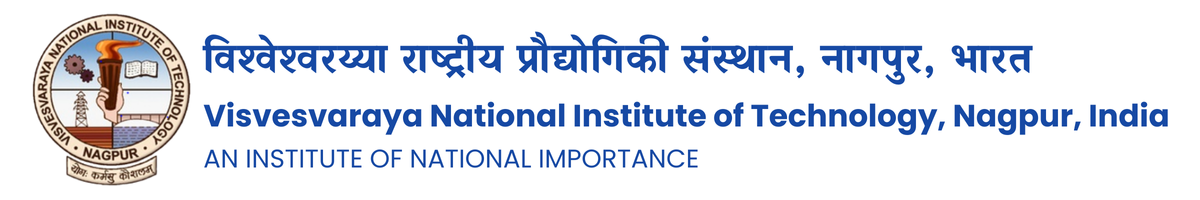 VISVESVARAYA NATIONAL INSTITUTE OF TECHNOLOGY
• NAGPUR •
योगः कर्मसु कौशलम्
विश्वेश्वरय्या राष्ट्रीय प्रौद्योगिकी संस्थान, नागपुर, भारत
Visvesvaraya National Institute of Technology, Nagpur, India
AN INSTITUTE OF NATIONAL IMPORTANCE